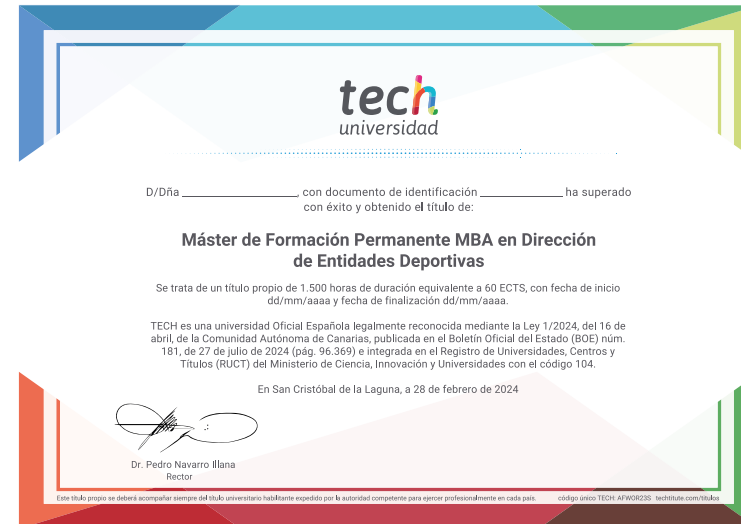 tech
universidad
D/Dña ____________________, con documento de identificación ______________ ha superado
con éxito y obtenido el título de:
Máster de Formación Permanente MBA en Dirección
de Entidades Deportivas
Se trata de un título propio de 1.500 horas de duración equivalente a 60 ECTS, con fecha de inicio
dd/mm/aaaa y fecha de finalización dd/mm/aaaa.
TECH es una universidad Oficial Española legalmente reconocida mediante la Ley 1/2024, del 16 de
abril, de la Comunidad Autónoma de Canarias, publicada en el Boletín Oficial del Estado (BOE) núm.
181, de 27 de julio de 2024 (pág. 96.369) e integrada en el Registro de Universidades, Centros y
Títulos (RUCT) del Ministerio de Ciencia, Innovación y Universidades con el código 104.
En San Cristóbal de la Laguna, a 28 de febrero de 2024
Dr. Pedro Navarro Illana
Rector
Este título propio se deberá acompañar siempre del título universitario habilitante expedido por la autoridad competente para ejercer profesionalmente en cada país. código único TECH: AFWOR23S techtitute.com/titulos